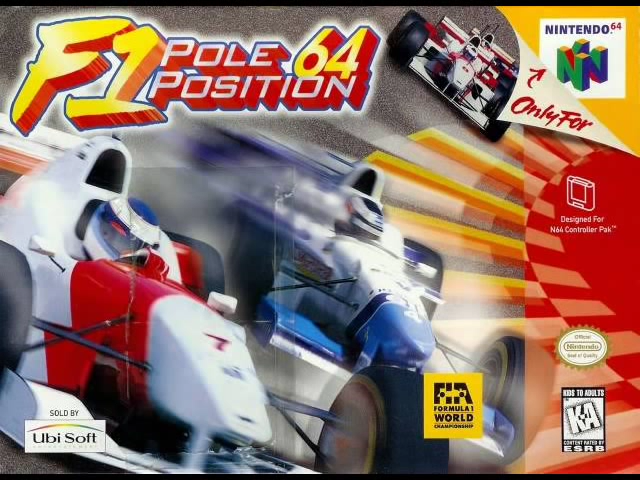 F1 POLE 64
POSITION
NINTENDO64
N
Only For
Designed For
N64 Controller Pak™
Official
Nintendo
Seal of Quality
FIA
FORMULA 1
WORLD
CHAMPIONSHIP
KIDS TO ADULTS
KA
CONTENT RATED BY
ESRB
SOLD BY
Ubi Soft
ENTERTAINMENT